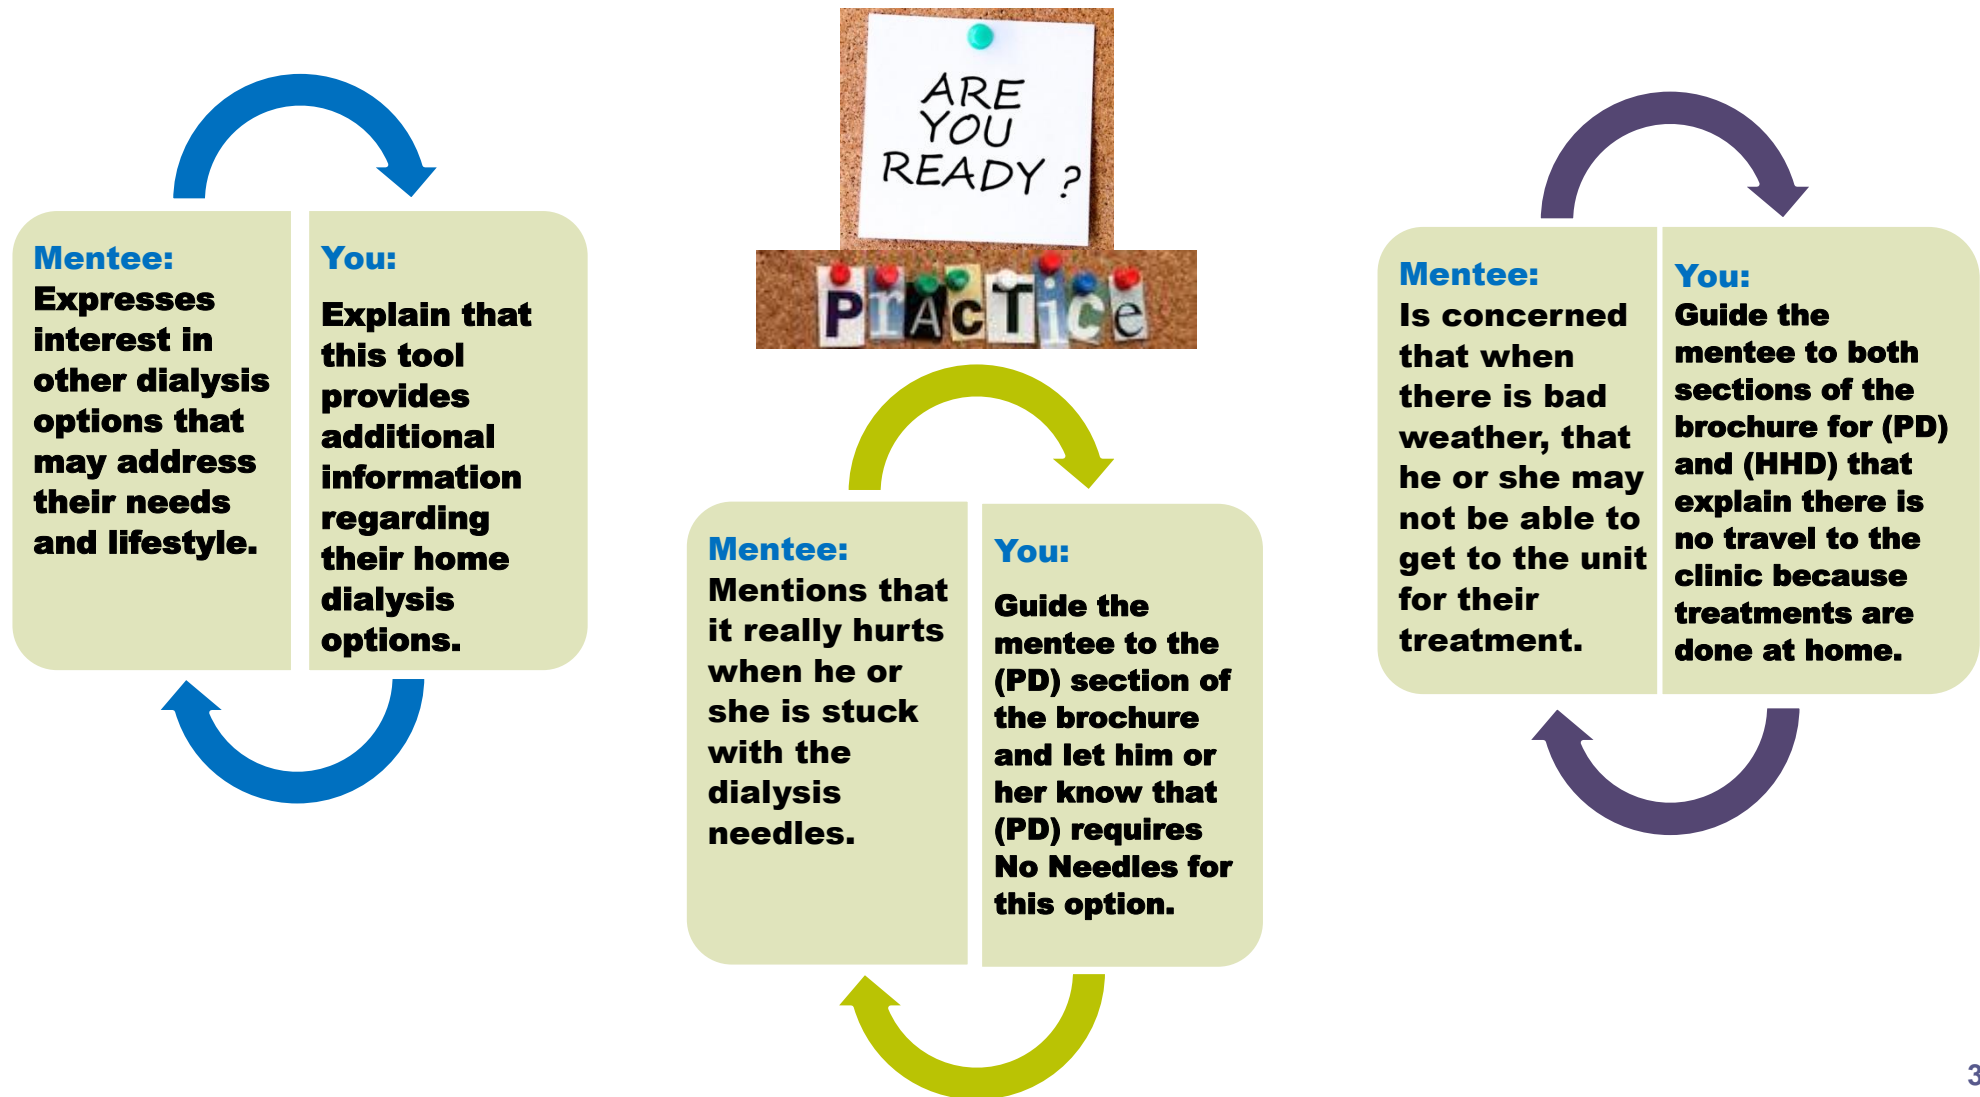 ARE
YOU
READY ?
PrAcTice
Mentee:
Expresses
interest in
other dialysis
options that
may address
their needs
and lifestyle.
You:
Explain that
this tool
provides
additional
information
regarding
their home
dialysis
options.
Mentee:
Mentions that
it really hurts
when he or
she is stuck
with the
dialysis
needles.
You:
Guide the
mentee to the
(PD) section of
the brochure
and let him or
her know that
(PD) requires
No Needles for
this option.
Mentee:
Is concerned
that when
there is bad
weather, that
he or she may
not be able to
get to the unit
for their
treatment.
You:
Guide the
mentee to both
sections of the
brochure for (PD)
and (HHD) that
explain there is
no travel to the
clinic because
treatments are
done at home.
3